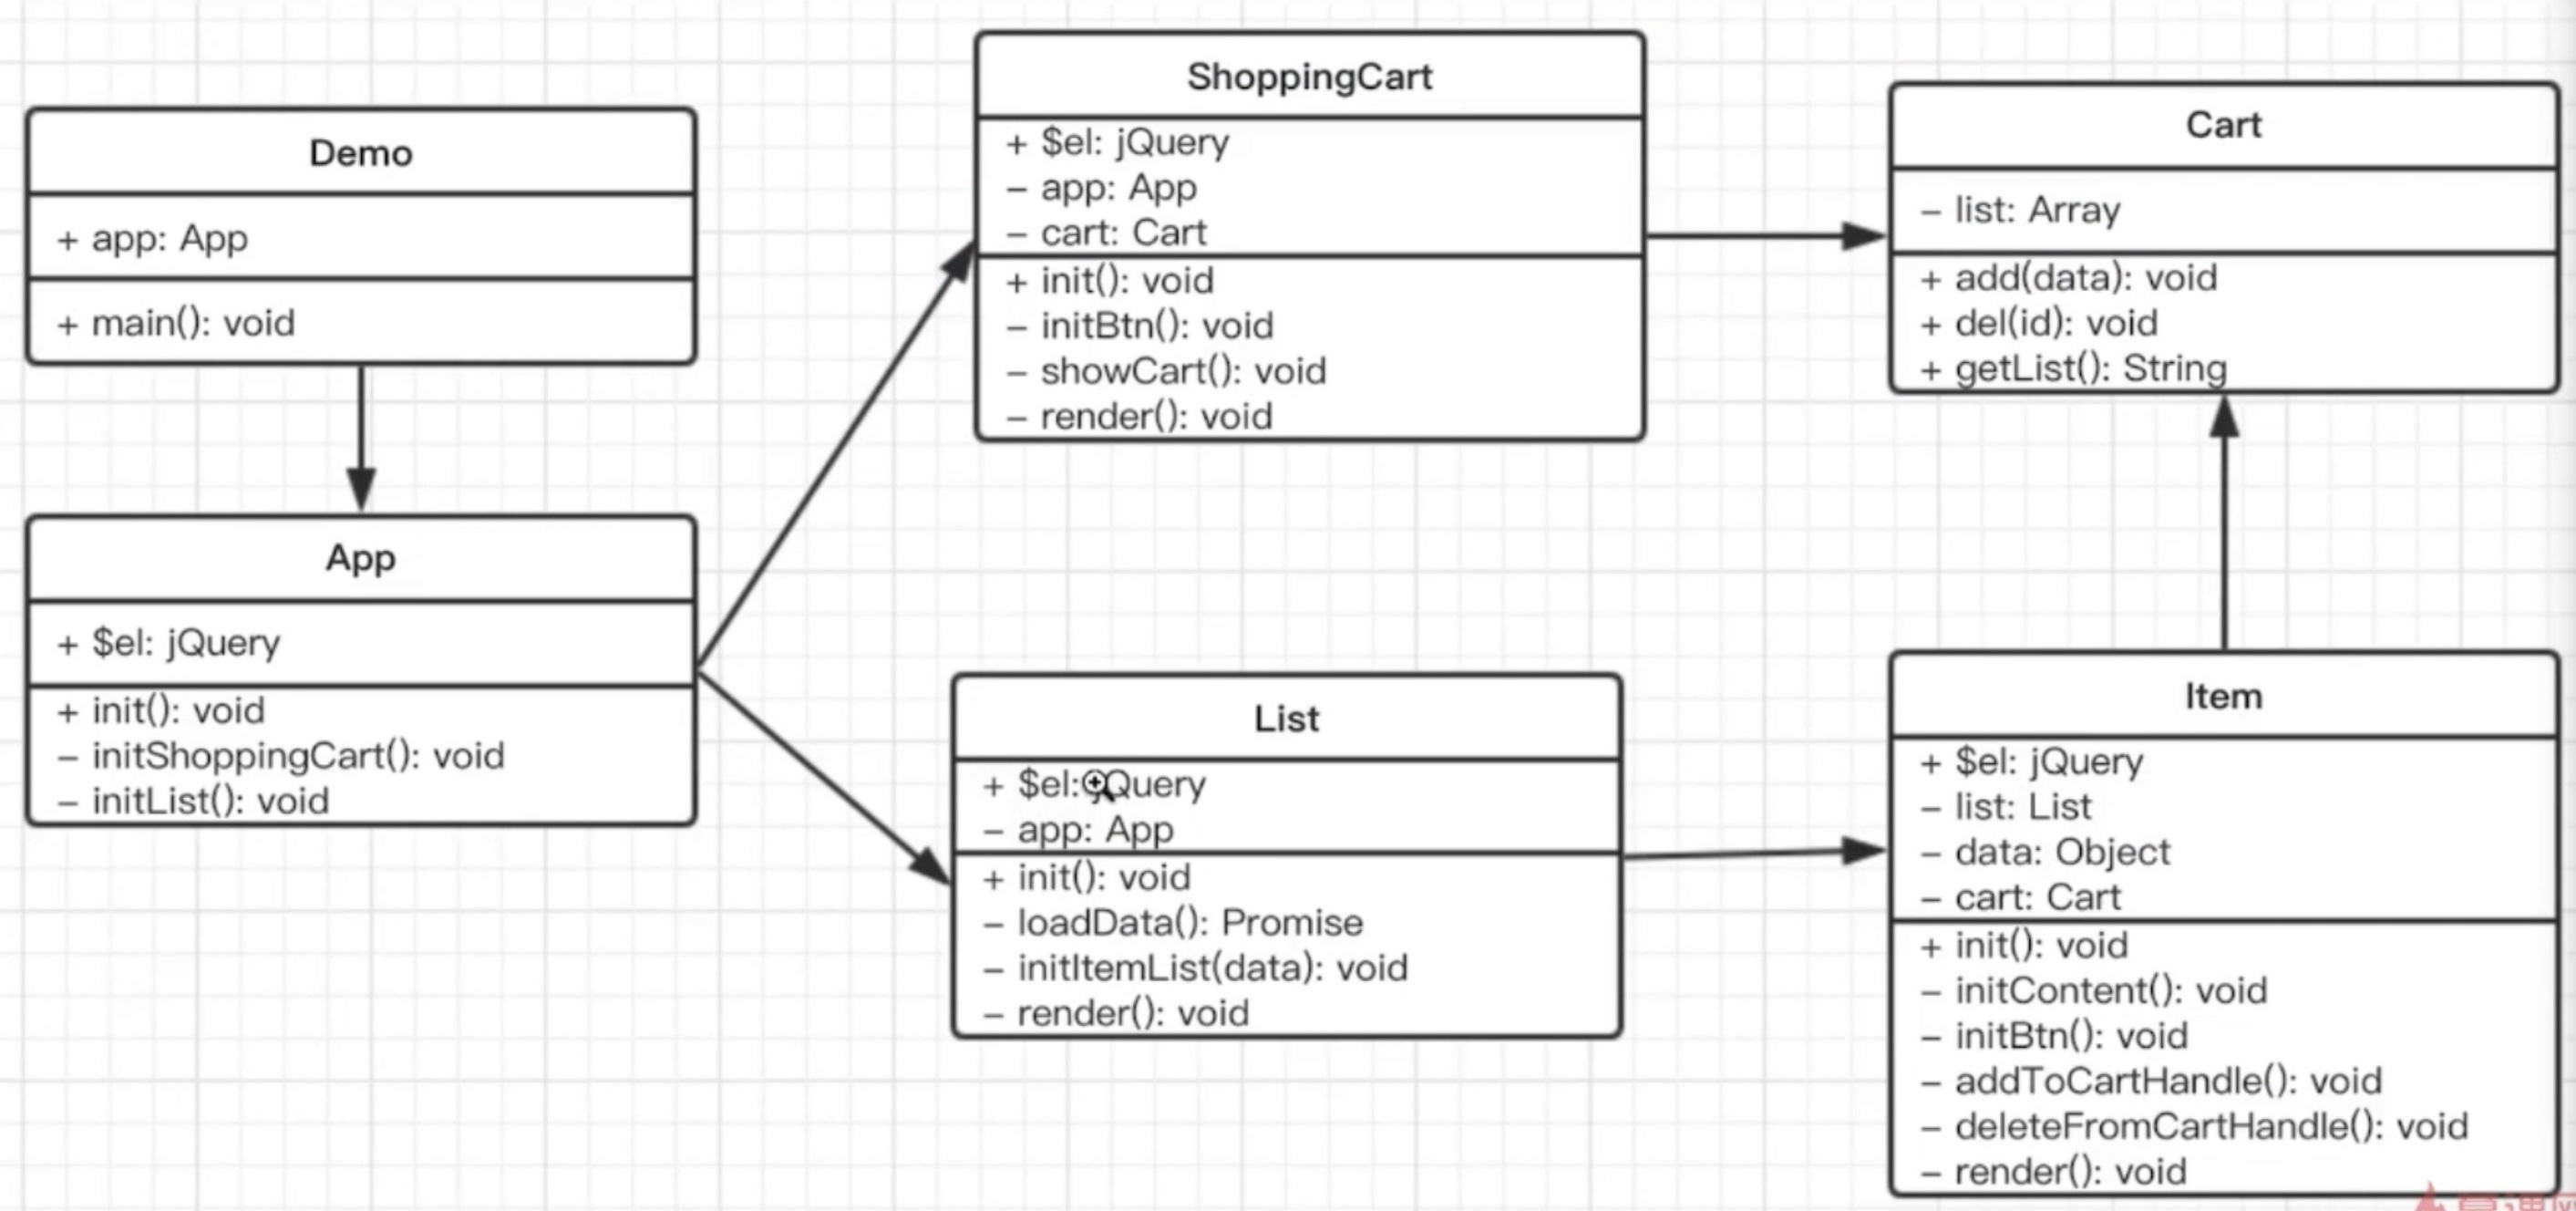 Demo
+ app: App
+ main(): void
App
+ $el: jQuery
+ init(): void
– initShoppingCart(): void
– initList(): void
ShoppingCart
+ $el: jQuery
– app: App
– cart: Cart
+ init(): void
– initBtn(): void
– showCart(): void
– render(): void
List
+ $el: jQuery
– app: App
+ init(): void
– loadData(): Promise
– initItemList(data): void
– render(): void
Cart
– list: Array
+ add(data): void
+ del(id): void
+ getList(): String
Item
+ $el: jQuery
– list: List
– data: Object
– cart: Cart
+ init(): void
– initContent(): void
– initBtn(): void
– addToCartHandle(): void
– deleteFromCartHandle(): void
– render(): void